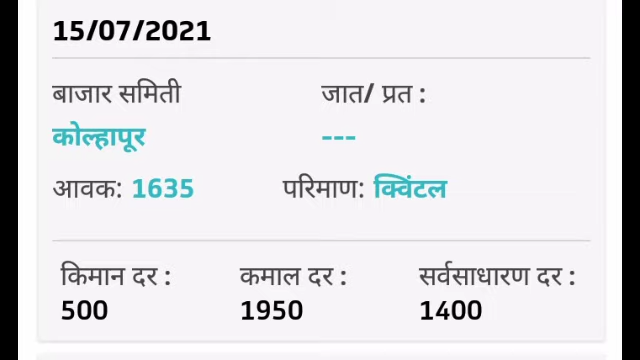 15/07/2021
बाजार समिती जात/ प्रत :
कोल्हापूर ---
आवक: 1635 परिमाण: क्विंटल
किमान दर : कमाल दर : सर्वसाधारण दर :
500 1950 1400